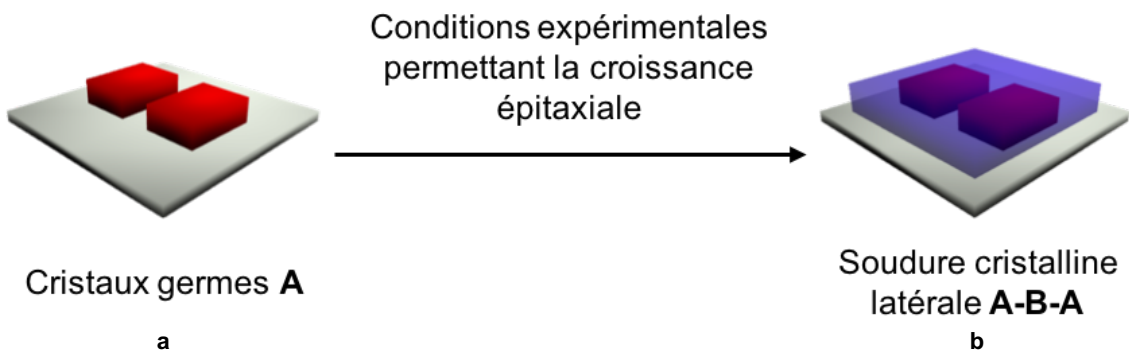 Conditions expérimentales
permettant la croissance
épitaxiale
Cristaux germes A
a
Soudure cristalline
latérale A-B-A
b